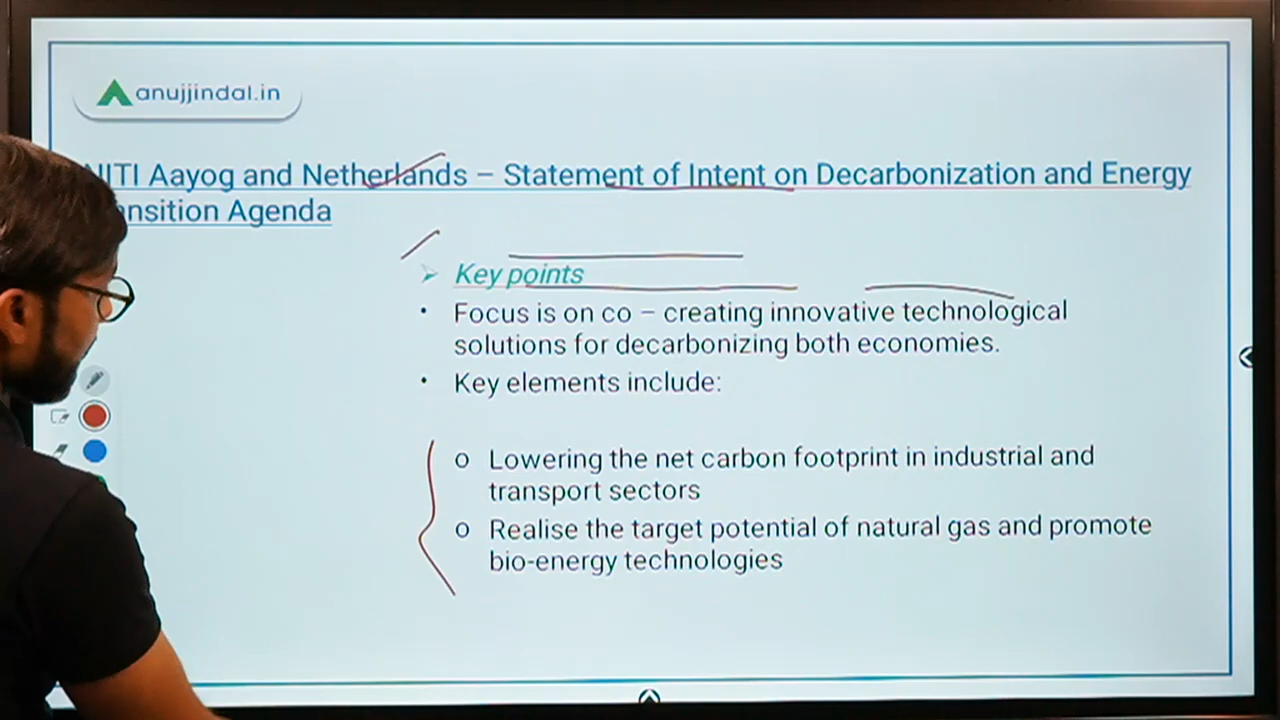 anujjindal.in
NITI Aayog and Netherlands – Statement of Intent on Decarbonization and Energy
ansition Agenda
➢ Key points
• Focus is on co – creating innovative technological
solutions for decarbonizing both economies.
• Key elements include:
o Lowering the net carbon footprint in industrial and
transport sectors
o Realise the target potential of natural gas and promote
bio-energy technologies